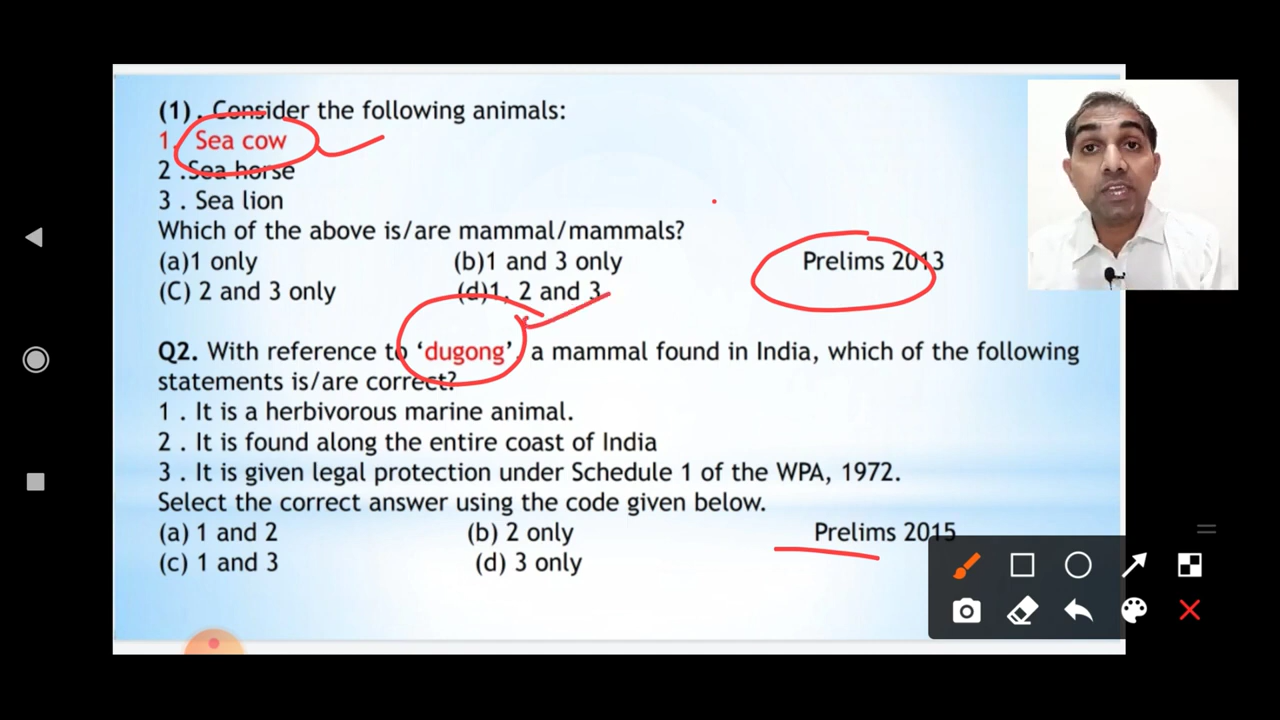 (1). Consider the following animals:
1. Sea cow
2 .Sea horse
3 . Sea lion
Which of the above is/are mammal/mammals?
(a)1 only (b)1 and 3 only Prelims 2013
(C) 2 and 3 only (d)1, 2 and 3
Q2. With reference to ‘dugong’, a mammal found in India, which of the following
statements is/are correct?
1 . It is a herbivorous marine animal.
2 . It is found along the entire coast of India
3 . It is given legal protection under Schedule 1 of the WPA, 1972.
Select the correct answer using the code given below.
(a) 1 and 2 (b) 2 only Prelims 2015
(c) 1 and 3 (d) 3 only